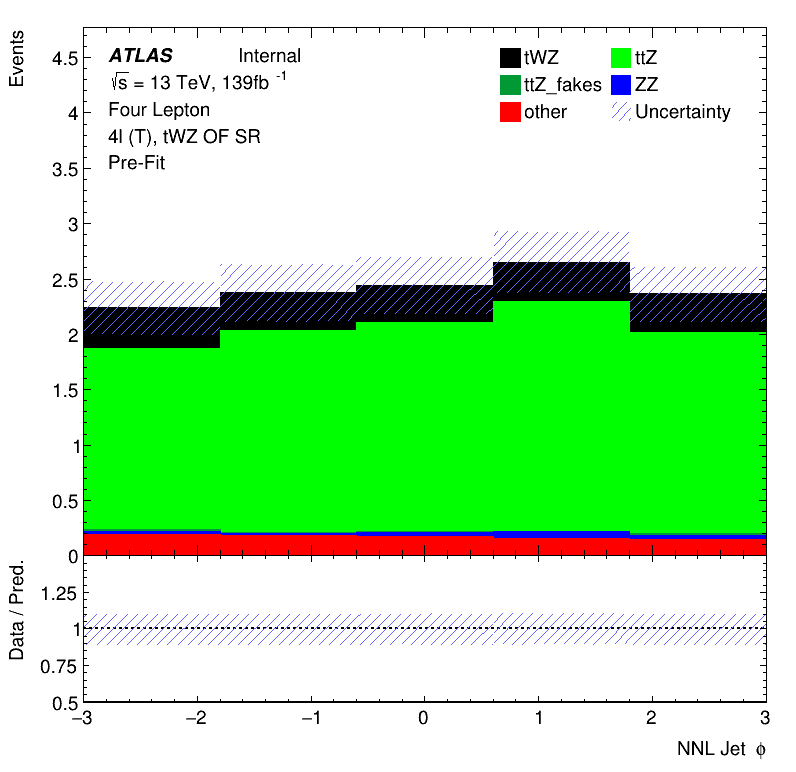 Events
ATLAS Internal
√s = 13 TeV, 139fb⁻¹
Four Lepton
4l (T), tWZ OF SR
Pre-Fit
tWZ
ttZ
ttZ_fakes
ZZ
other
Uncertainty
4.5
4
3.5
3
2.5
2
1.5
1
0.5
0
Data / Pred.
1.25
1
0.75
0.5
−3 −2 −1 0 1 2 3
NNL Jet ϕ